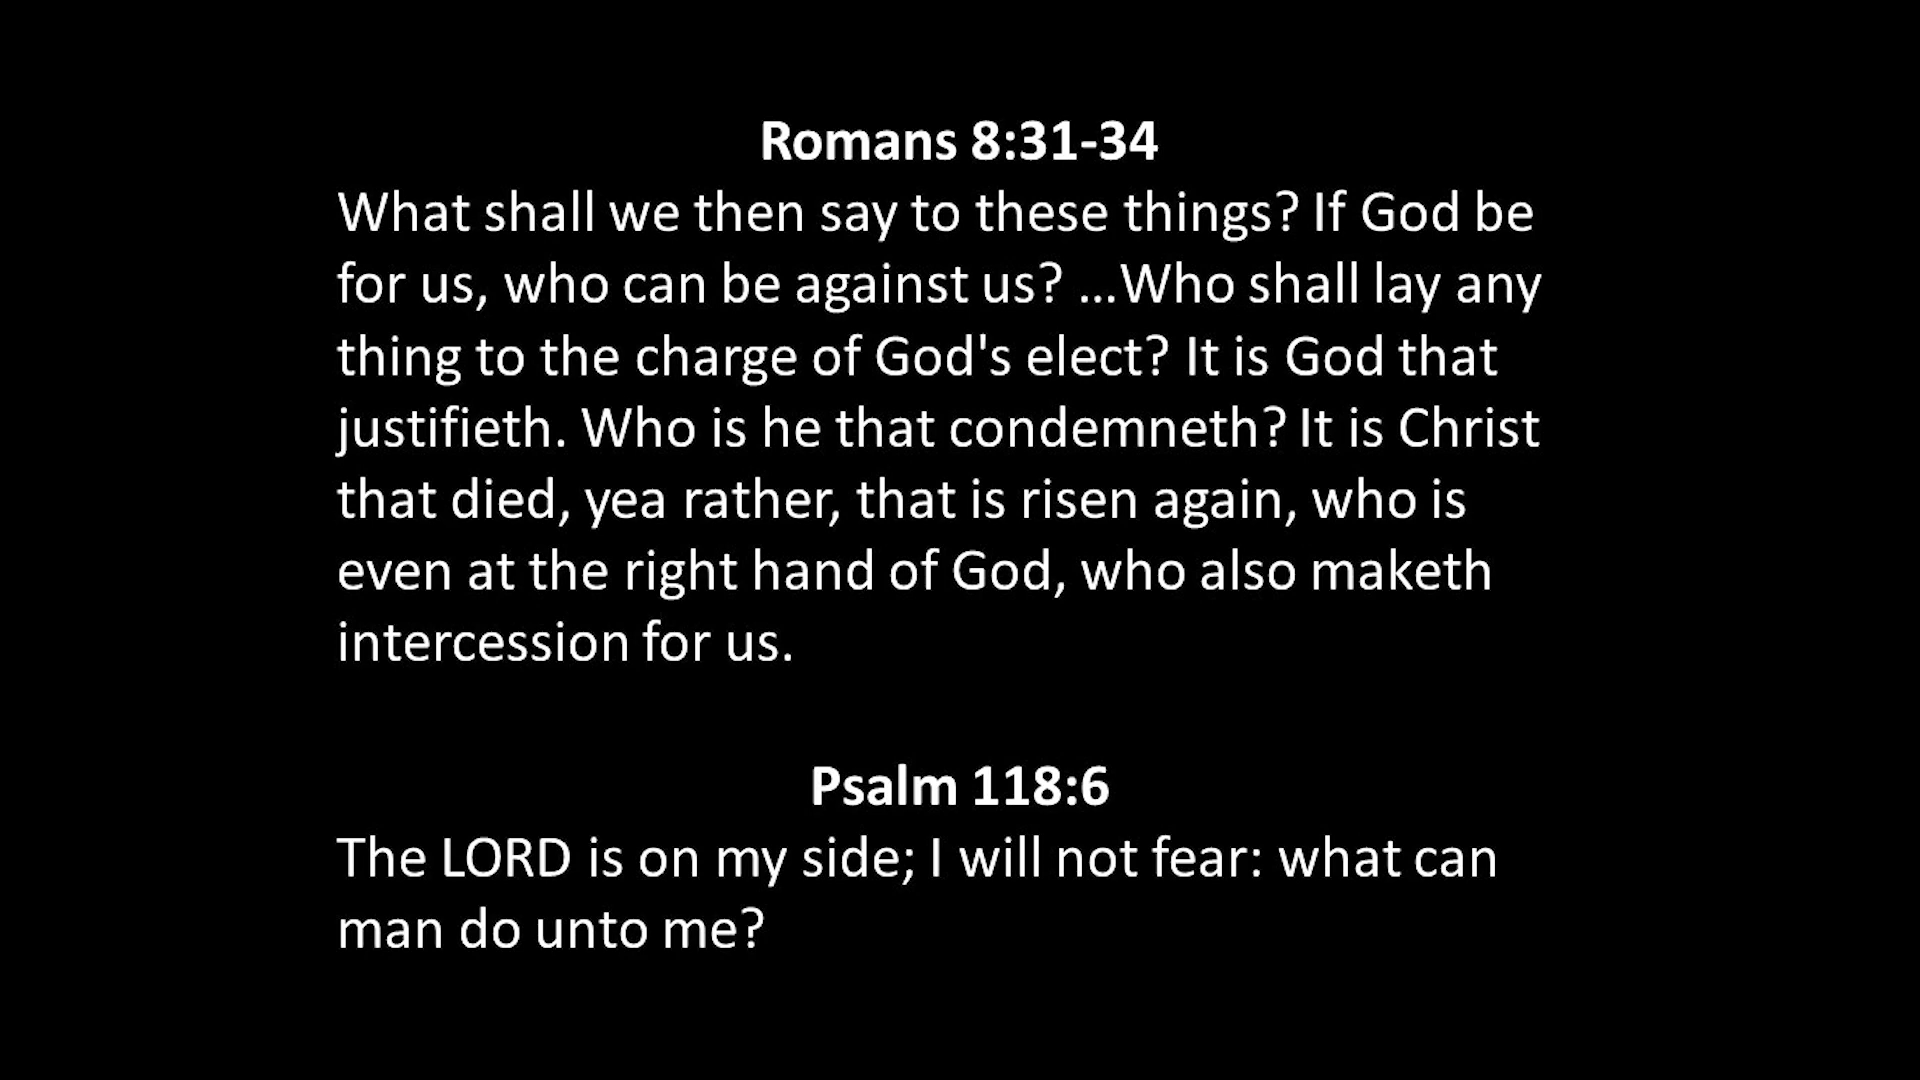 Romans 8:31-34
What shall we then say to these things? If God be
for us, who can be against us? ...Who shall lay any
thing to the charge of God's elect? It is God that
justifieth. Who is he that condemneth? It is Christ
that died, yea rather, that is risen again, who is
even at the right hand of God, who also maketh
intercession for us.
Psalm 118:6
The LORD is on my side; I will not fear: what can
man do unto me?